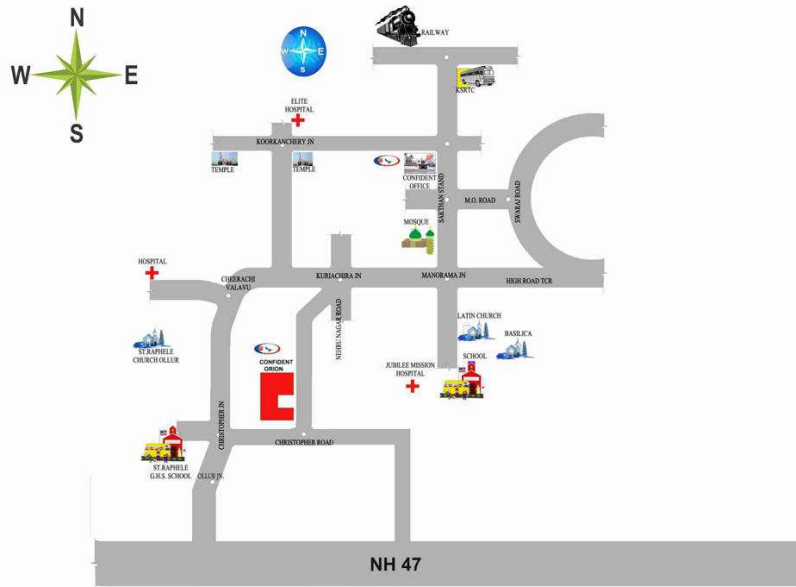 N
W E
S
N
W E
S
RAILWAY
KSRTC
ELITE
HOSPITAL
KOORKANCHERY JN
TEMPLE
TEMPLE
CONFIDENT
OFFICE
SAKTHAN STAND
M.O. ROAD
SWARAJ ROAD
MOSQUE
HOSPITAL
CHEERACHI
VALAVU
KURIACHIRA JN
MANORAMA JN
HIGH ROAD TCR
NEHRU NAGAR ROAD
LATIN CHURCH
BASILICA
ST.RAPHELE
CHURCH OLLUR
CONFIDENT
ORION
JUBILEE MISSION
HOSPITAL
SCHOOL
CHRISTOPHER JN
CHRISTOPHER ROAD
ST.RAPHELE
G.H.S. SCHOOL
OLLUR JN.
NH 47